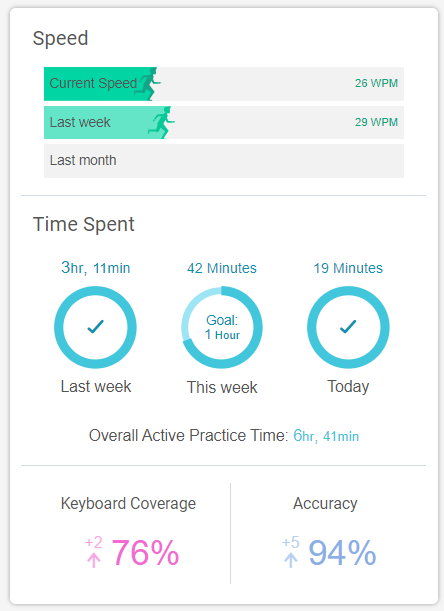 Speed
Current Speed 26 WPM
Last week 29 WPM
Last month
Time Spent
3hr, 11min 42 Minutes 19 Minutes
Goal:
1 Hour
Last week This week Today
Overall Active Practice Time: 6hr, 41min
Keyboard Coverage Accuracy
+2 76% +5 94%